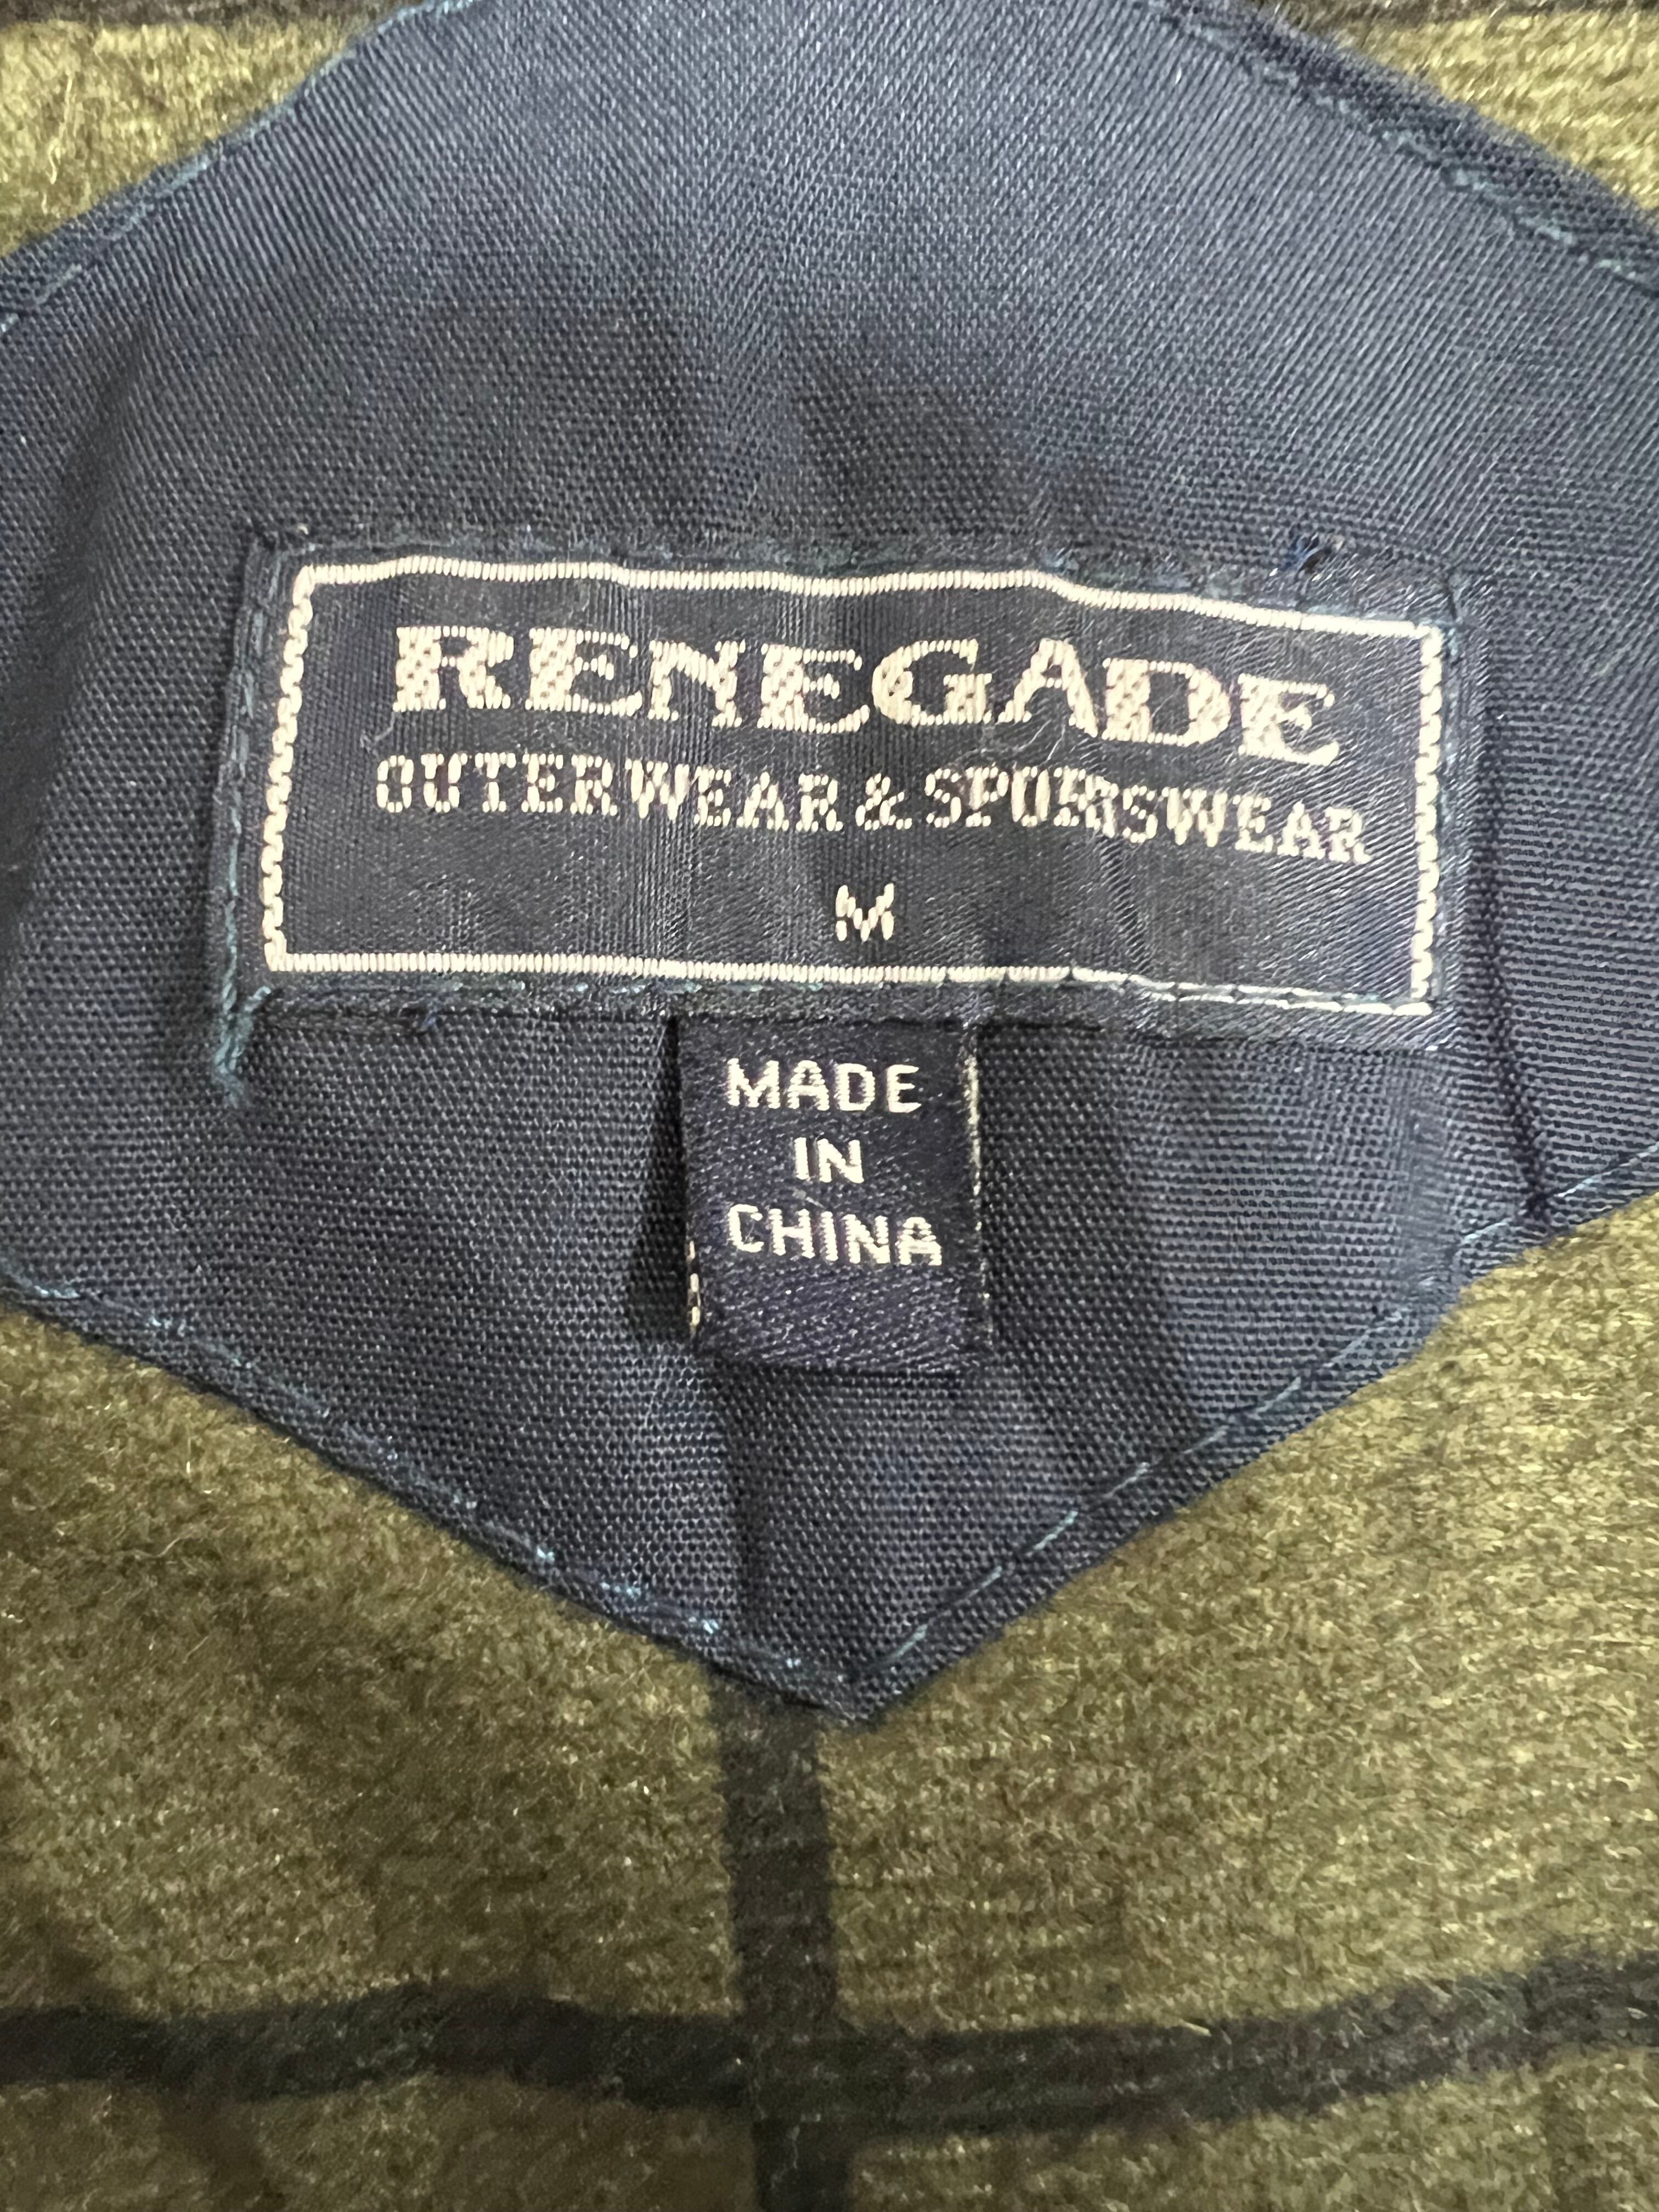 RENEGADE
OUTERWEAR & SPORTSWEAR
M
MADE
IN
CHINA